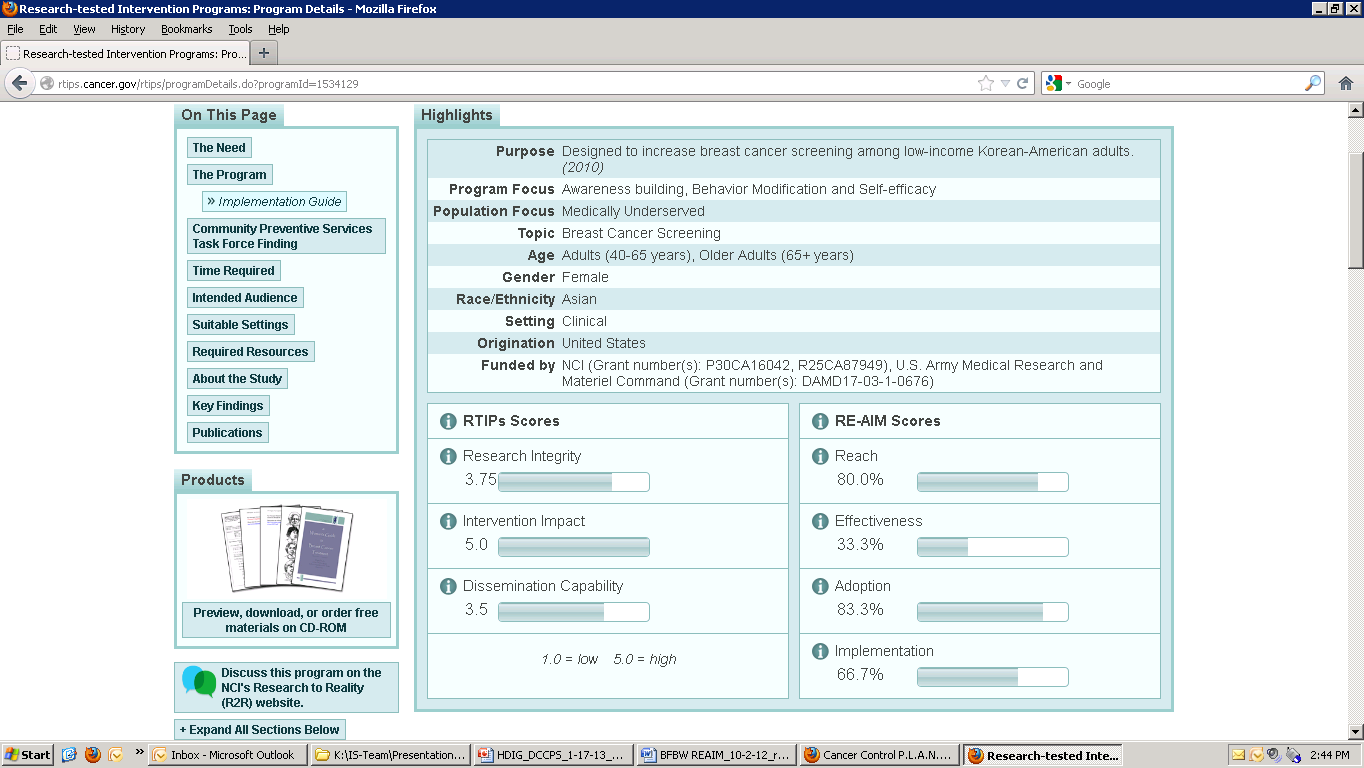 Research-tested Intervention Programs: Program Details - Mozilla Firefox
File Edit View History Bookmarks Tools Help
Research-tested Intervention Programs: Pro...
rtips.cancer.gov/rtips/programDetails.do?programId=1534129
Google
On This Page
The Need
The Program
» Implementation Guide
Community Preventive Services
Task Force Finding
Time Required
Intended Audience
Suitable Settings
Required Resources
About the Study
Key Findings
Publications
Products
Preview, download, or order free
materials on CD-ROM
Discuss this program on the
NCI's Research to Reality
(R2R) website.
+ Expand All Sections Below
Highlights
Purpose Designed to increase breast cancer screening among low-income Korean-American adults.
(2010)
Program Focus Awareness building, Behavior Modification and Self-efficacy
Population Focus Medically Underserved
Topic Breast Cancer Screening
Age Adults (40-65 years), Older Adults (65+ years)
Gender Female
Race/Ethnicity Asian
Setting Clinical
Origination United States
Funded by NCI (Grant number(s): P30CA16042, R25CA87949), U.S. Army Medical Research and
Materiel Command (Grant number(s): DAMD17-03-1-0676)
RTIPs Scores
Research Integrity
3.75
Intervention Impact
5.0
Dissemination Capability
3.5
1.0 = low 5.0 = high
RE-AIM Scores
Reach
80.0%
Effectiveness
33.3%
Adoption
83.3%
Implementation
66.7%
Start
Inbox - Microsoft Outlook
K:\IS-Team\Presentation...
HDIG_DCCPS_1-17-13_...
BFBW REAIM_10-2-12_r...
Cancer Control P.L.A.N....
Research-tested Inte...
2:44 PM